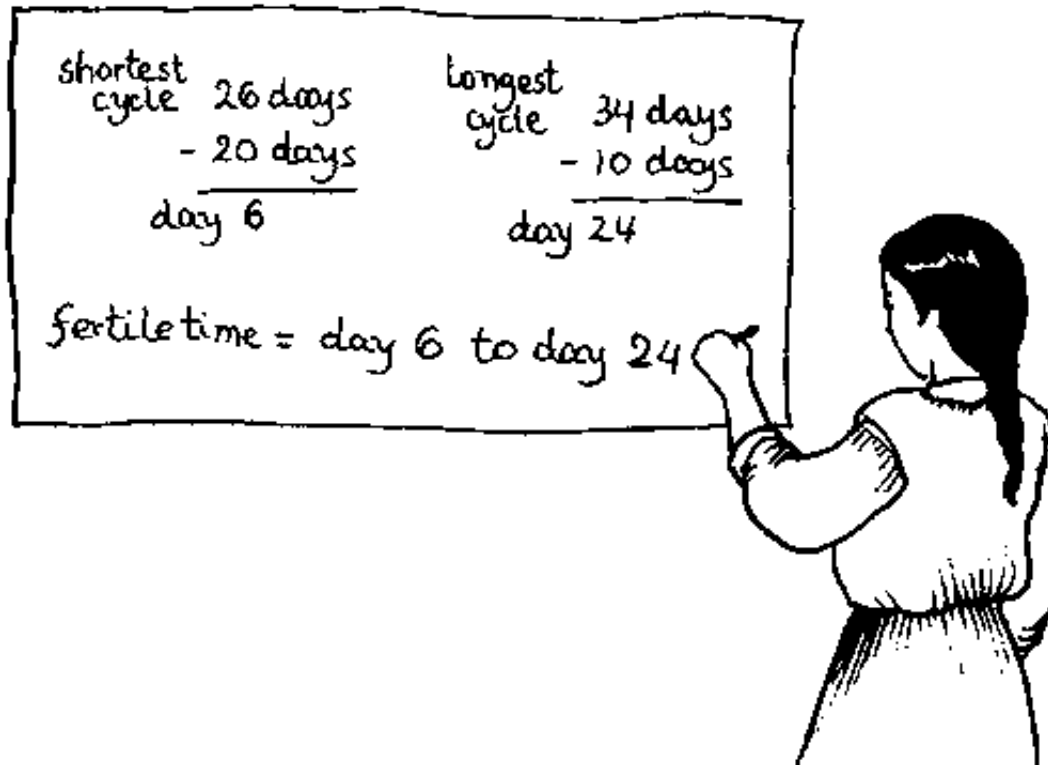 shortest
cycle 26 days
- 20 days
day 6
longest
cycle 34 days
- 10 days
day 24
fertile time = day 6 to day 24